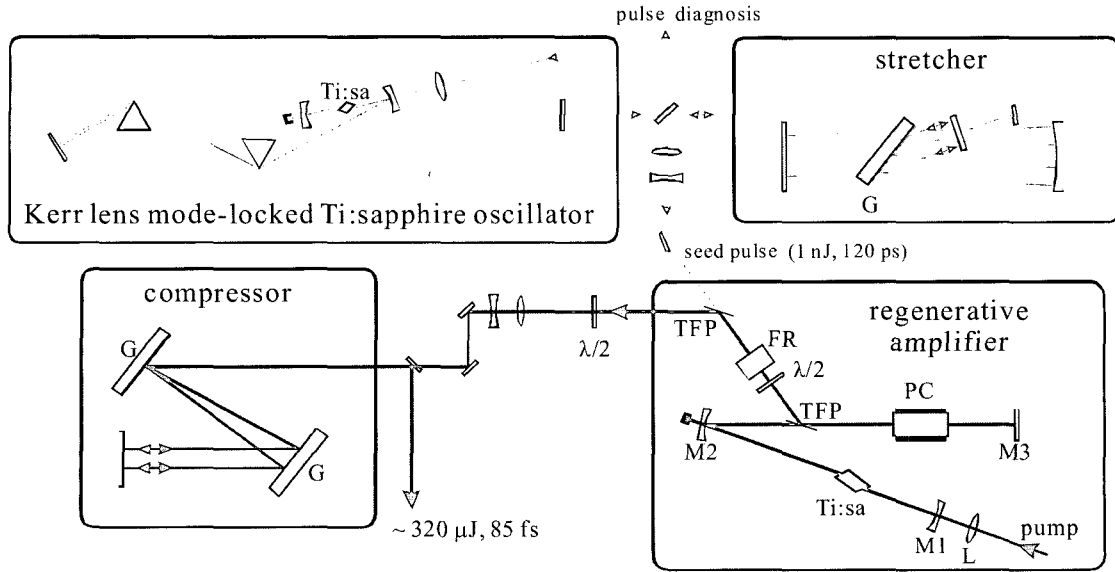 pulse diagnosis
Ti:sa
Kerr lens mode-locked Ti:sapphire oscillator
stretcher
G
seed pulse (1 nJ, 120 ps)
compressor
G
G
~ 320 μJ, 85 fs
λ/2
TFP
regenerative
amplifier
FR
λ/2
TFP
PC
M2
M3
Ti:sa
M1
L
pump